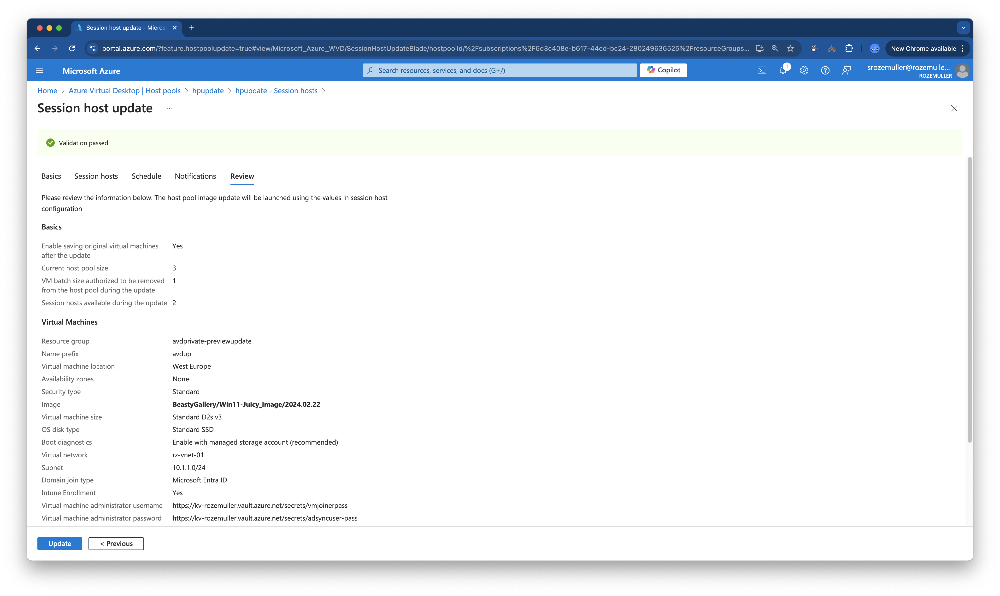 Session host update - Micros
portal.azure.com/?feature.hostpoolupdate=true#view/Microsoft_Azure_WVD/SessionHostUpdateBlade/hostpoolId/%2Fsubscriptions%2F6d3c408e-b617-44ed-bc24-280249636525%2FresourceGroups...
New Chrome available
Microsoft Azure
Search resources, services, and docs (G+/)
Copilot
1
srozemuller@rozemulle...
ROZEMULLER
Home > Azure Virtual Desktop | Host pools > hpupdate > hpupdate - Session hosts >
Session host update ...
Validation passed.
Basics Session hosts Schedule Notifications Review
Please review the information below. The host pool image update will be launched using the values in session host
configuration
Basics
Enable saving original virtual machines Yes
after the update
Current host pool size 3
VM batch size authorized to be removed 1
from the host pool during the update
Session hosts available during the update 2
Virtual Machines
Resource group avdprivate-previewupdate
Name prefix avdup
Virtual machine location West Europe
Availability zones None
Security type Standard
Image BeastyGallery/Win11-Juicy_Image/2024.02.22
Virtual machine size Standard D2s v3
OS disk type Standard SSD
Boot diagnostics Enable with managed storage account (recommended)
Virtual network rz-vnet-01
Subnet 10.1.1.0/24
Domain join type Microsoft Entra ID
Intune Enrollment Yes
Virtual machine administrator username https://kv-rozemuller.vault.azure.net/secrets/vmjoinerpass
Virtual machine administrator password https://kv-rozemuller.vault.azure.net/secrets/adsyncuser-pass
Update < Previous